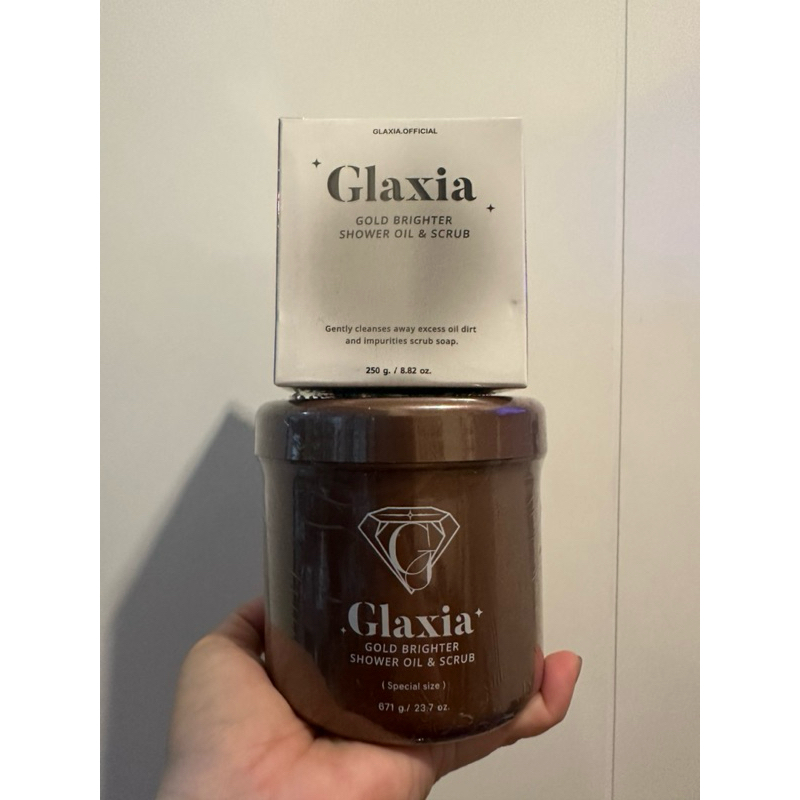 GLAXIA.OFFICIAL
Glaxia
GOLD BRIGHTER
SHOWER OIL & SCRUB
Gently cleanses away excess oil dirt
and impurities scrub soap.
250 g. / 8.82 oz.
G
Glaxia
GOLD BRIGHTER
SHOWER OIL & SCRUB
( Special size )
671 g./ 23.7 oz.